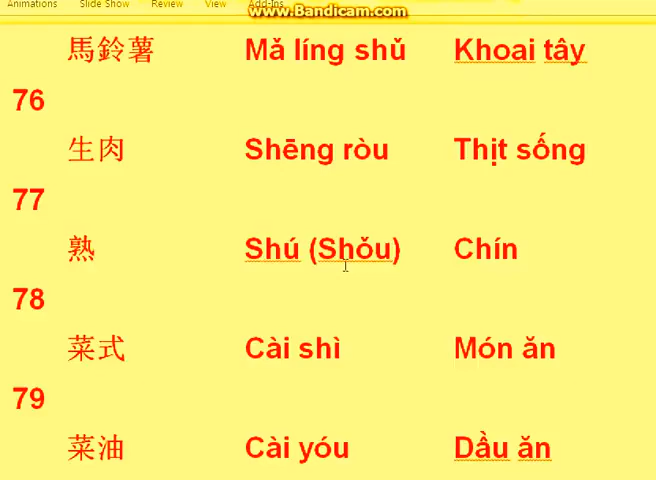 Animations Slide Show Review View Add-Ins
www.Bandicam.com
馬鈴薯 Mǎ líng shǔ Khoai tây
76
生肉 Shēng ròu Thịt sống
77
熟 Shú (Shǒu) Chín
78
菜式 Cài shì Món ăn
79
菜油 Cài yóu Dầu ăn